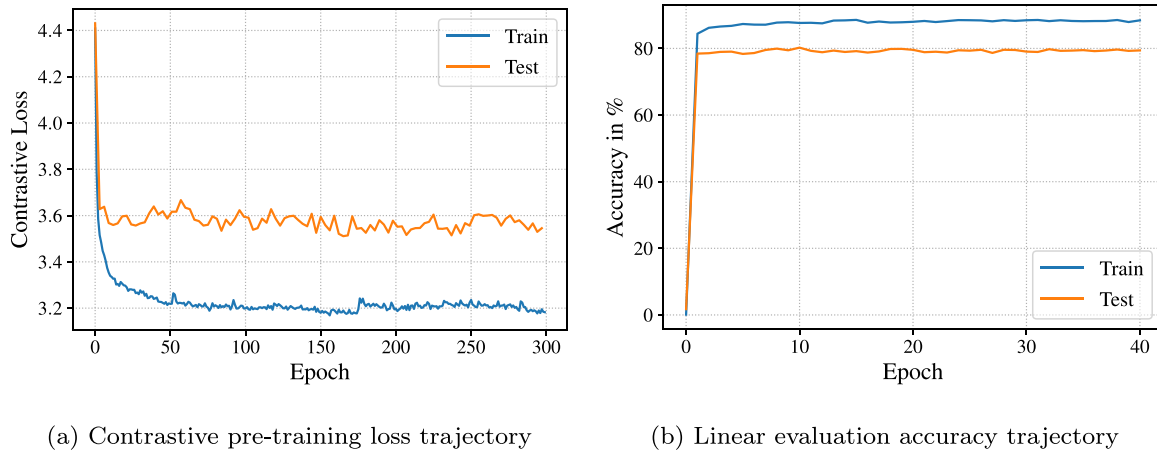 4.4
4.2
4.0
3.8
3.6
3.4
3.2
Contrastive Loss
Train
Test
0 50 100 150 200 250 300
Epoch
(a) Contrastive pre-training loss trajectory
80
60
40
20
0
Accuracy in %
Train
Test
0 10 20 30 40
Epoch
(b) Linear evaluation accuracy trajectory